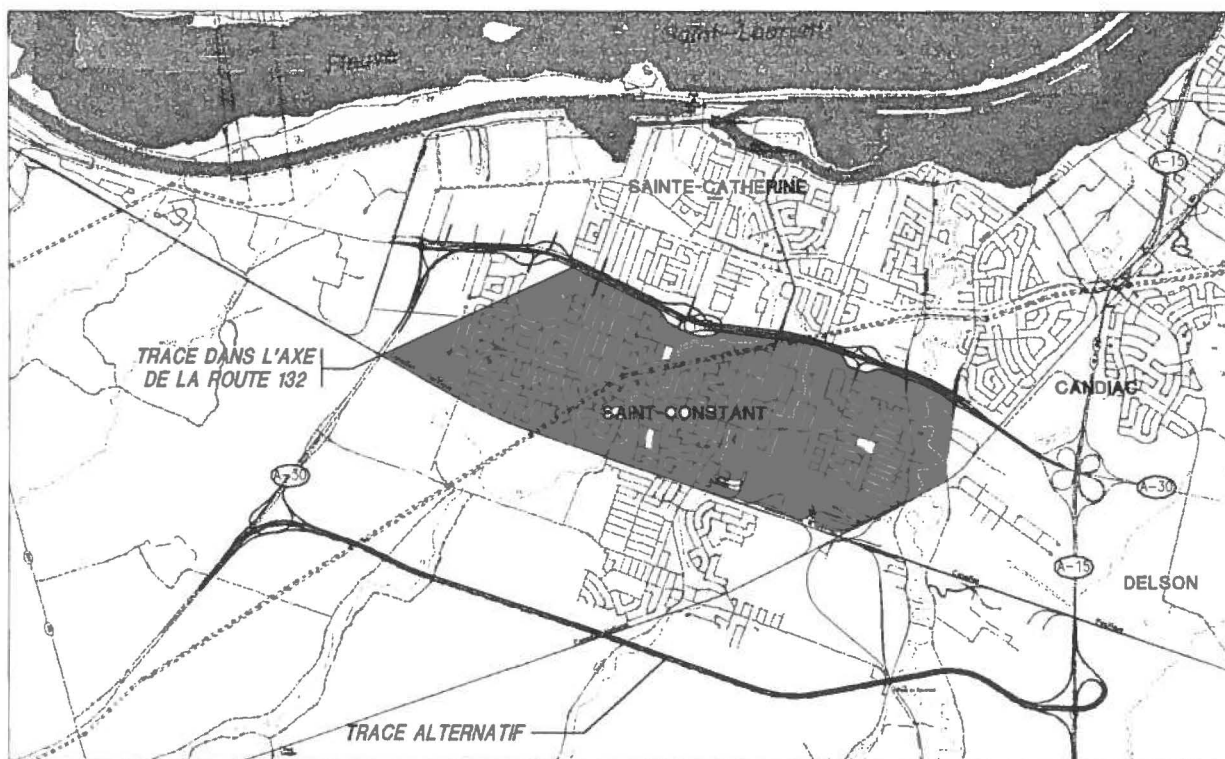 Fleuve
Saint-Laurent
A-15
SAINTE-CATHERINE
TRACE DANS L'AXE
DE LA ROUTE 132
CANDIAC
SAINT-CONSTANT
A-30
A-30
A-15
DELSON
TRACE ALTERNATIF